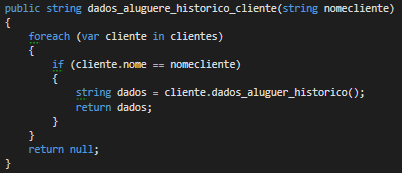 public string dados_aluguere_historico_cliente(string nomecliente)
{
foreach (var cliente in clientes)
{
if (cliente.nome == nomecliente)
{
string dados = cliente.dados_aluguer_historico();
return dados;
}
}
return null;
}